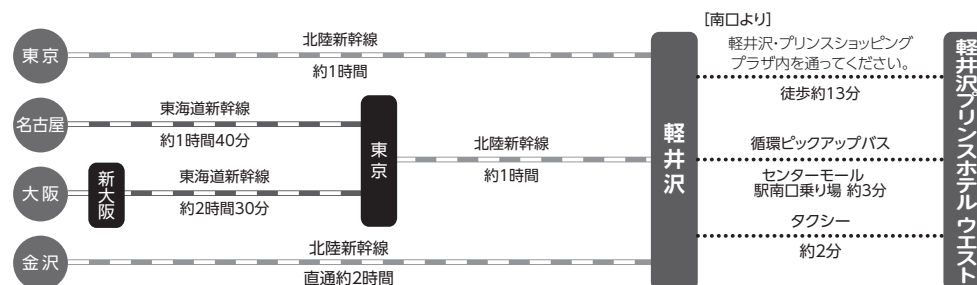 東京
北陸新幹線
約1時間
名古屋
東海道新幹線
約1時間40分
大阪
新大阪
東海道新幹線
約2時間30分
東京
北陸新幹線
約1時間
金沢
北陸新幹線
直通約2時間
軽井沢
[南口より]
軽井沢・プリンスショッピング
プラザ内を通ってください。
徒歩約13分
循環ピックアップバス
センターモール
駅南口乗り場 約3分
タクシー
約2分
軽井沢プリンスホテル ウエスト